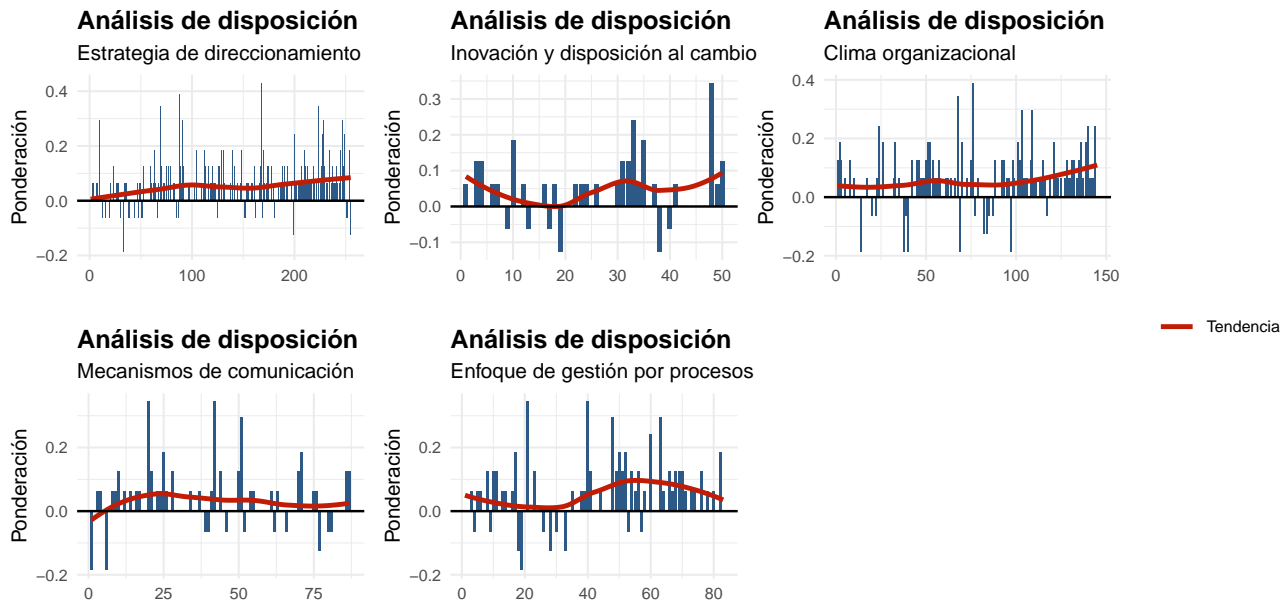 Análisis de disposición
Estrategia de direccionamiento
Ponderación
0.4
0.2
0.0
−0.2
0
100
200
Análisis de disposición
Inovación y disposición al cambio
Ponderación
0.3
0.2
0.1
0.0
−0.1
0
10
20
30
40
50
Análisis de disposición
Clima organizacional
Ponderación
0.4
0.2
0.0
−0.2
0
50
100
150
Tendencia
Análisis de disposición
Mecanismos de comunicación
Ponderación
0.2
0.0
−0.2
0
25
50
75
Análisis de disposición
Enfoque de gestión por procesos
Ponderación
0.2
0.0
−0.2
0
20
40
60
80